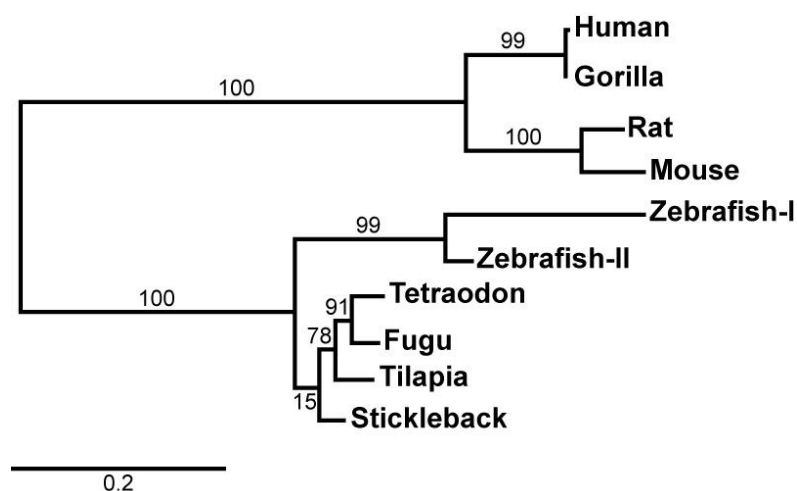 Human
99
Gorilla
100
Rat
100
Mouse
Zebrafish-I
99
Zebrafish-II
Tetraodon
100
91
Fugu
78
Tilapia
15
Stickleback
0.2